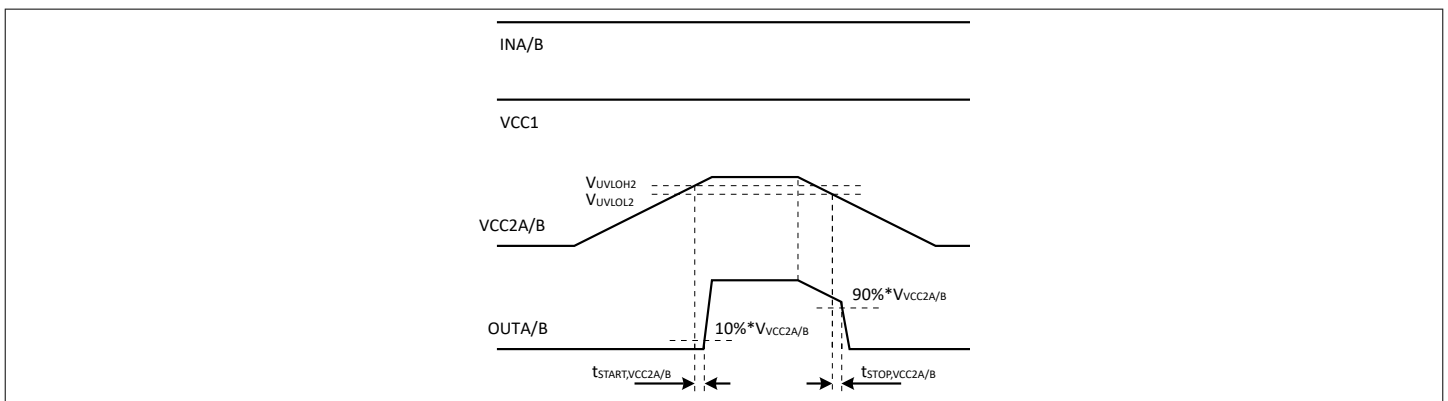 INA/B
VCC1
VUVLOH2
VUVLOL2
VCC2A/B
90%*VVCC2A/B
OUTA/B
10%*VVCC2A/B
tSTART,VCC2A/B
tSTOP,VCC2A/B